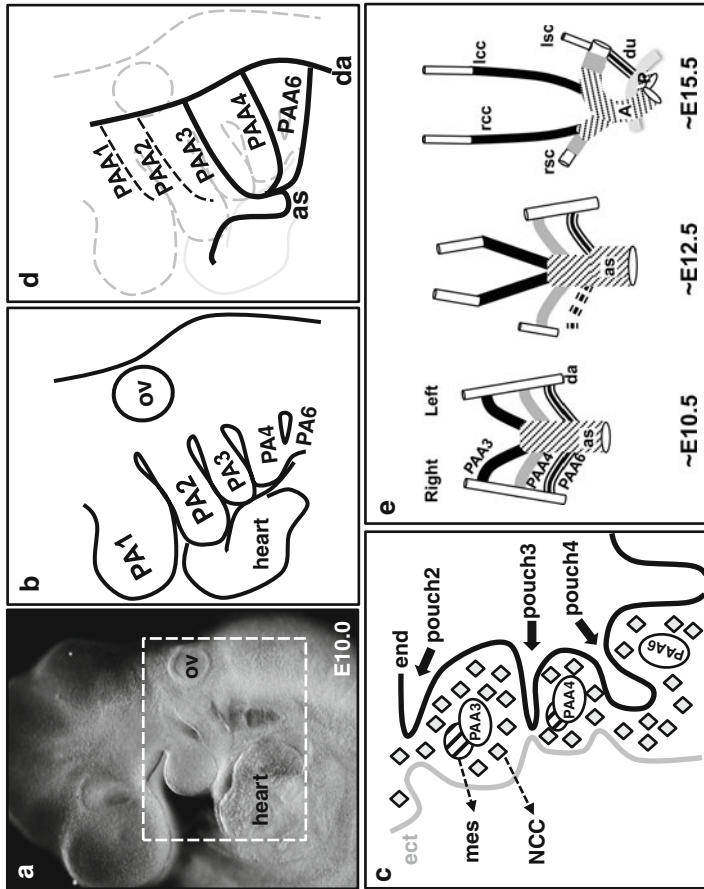 a
ov
heart
E10.0
b
PA1
PA2
PA3
PA4
PA6
ov
heart
d
PAA1
PAA2
PAA3
PAA4
PAA6
as
da
c
ect
end
pouch2
pouch3
pouch4
PAA3
PAA4
PAA6
mes
NCC
e
Right
Left
PAA3
PAA4
PAA6
as
da
~E10.5
as
~E12.5
rcc
lcc
rsc
lsc
du
A
P
~E15.5